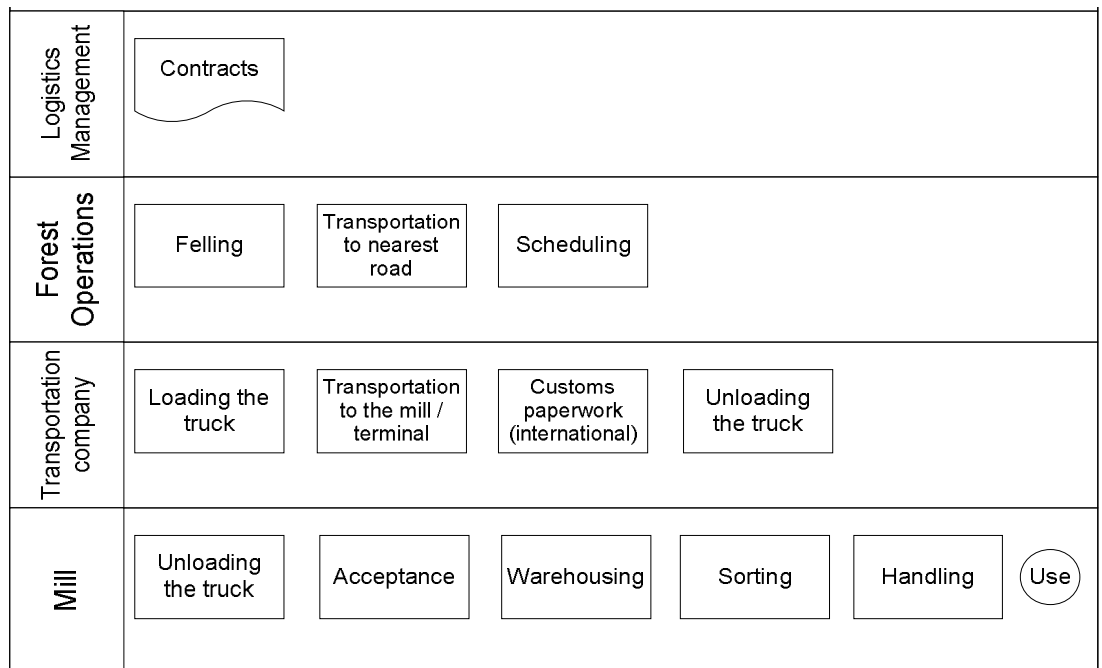 Logistics
Management
Contracts
Forest
Operations
Felling
Transportation
to nearest
road
Scheduling
Transportation
company
Loading the
truck
Transportation
to the mill /
terminal
Customs
paperwork
(international)
Unloading
the truck
Mill
Unloading
the truck
Acceptance
Warehousing
Sorting
Handling
Use